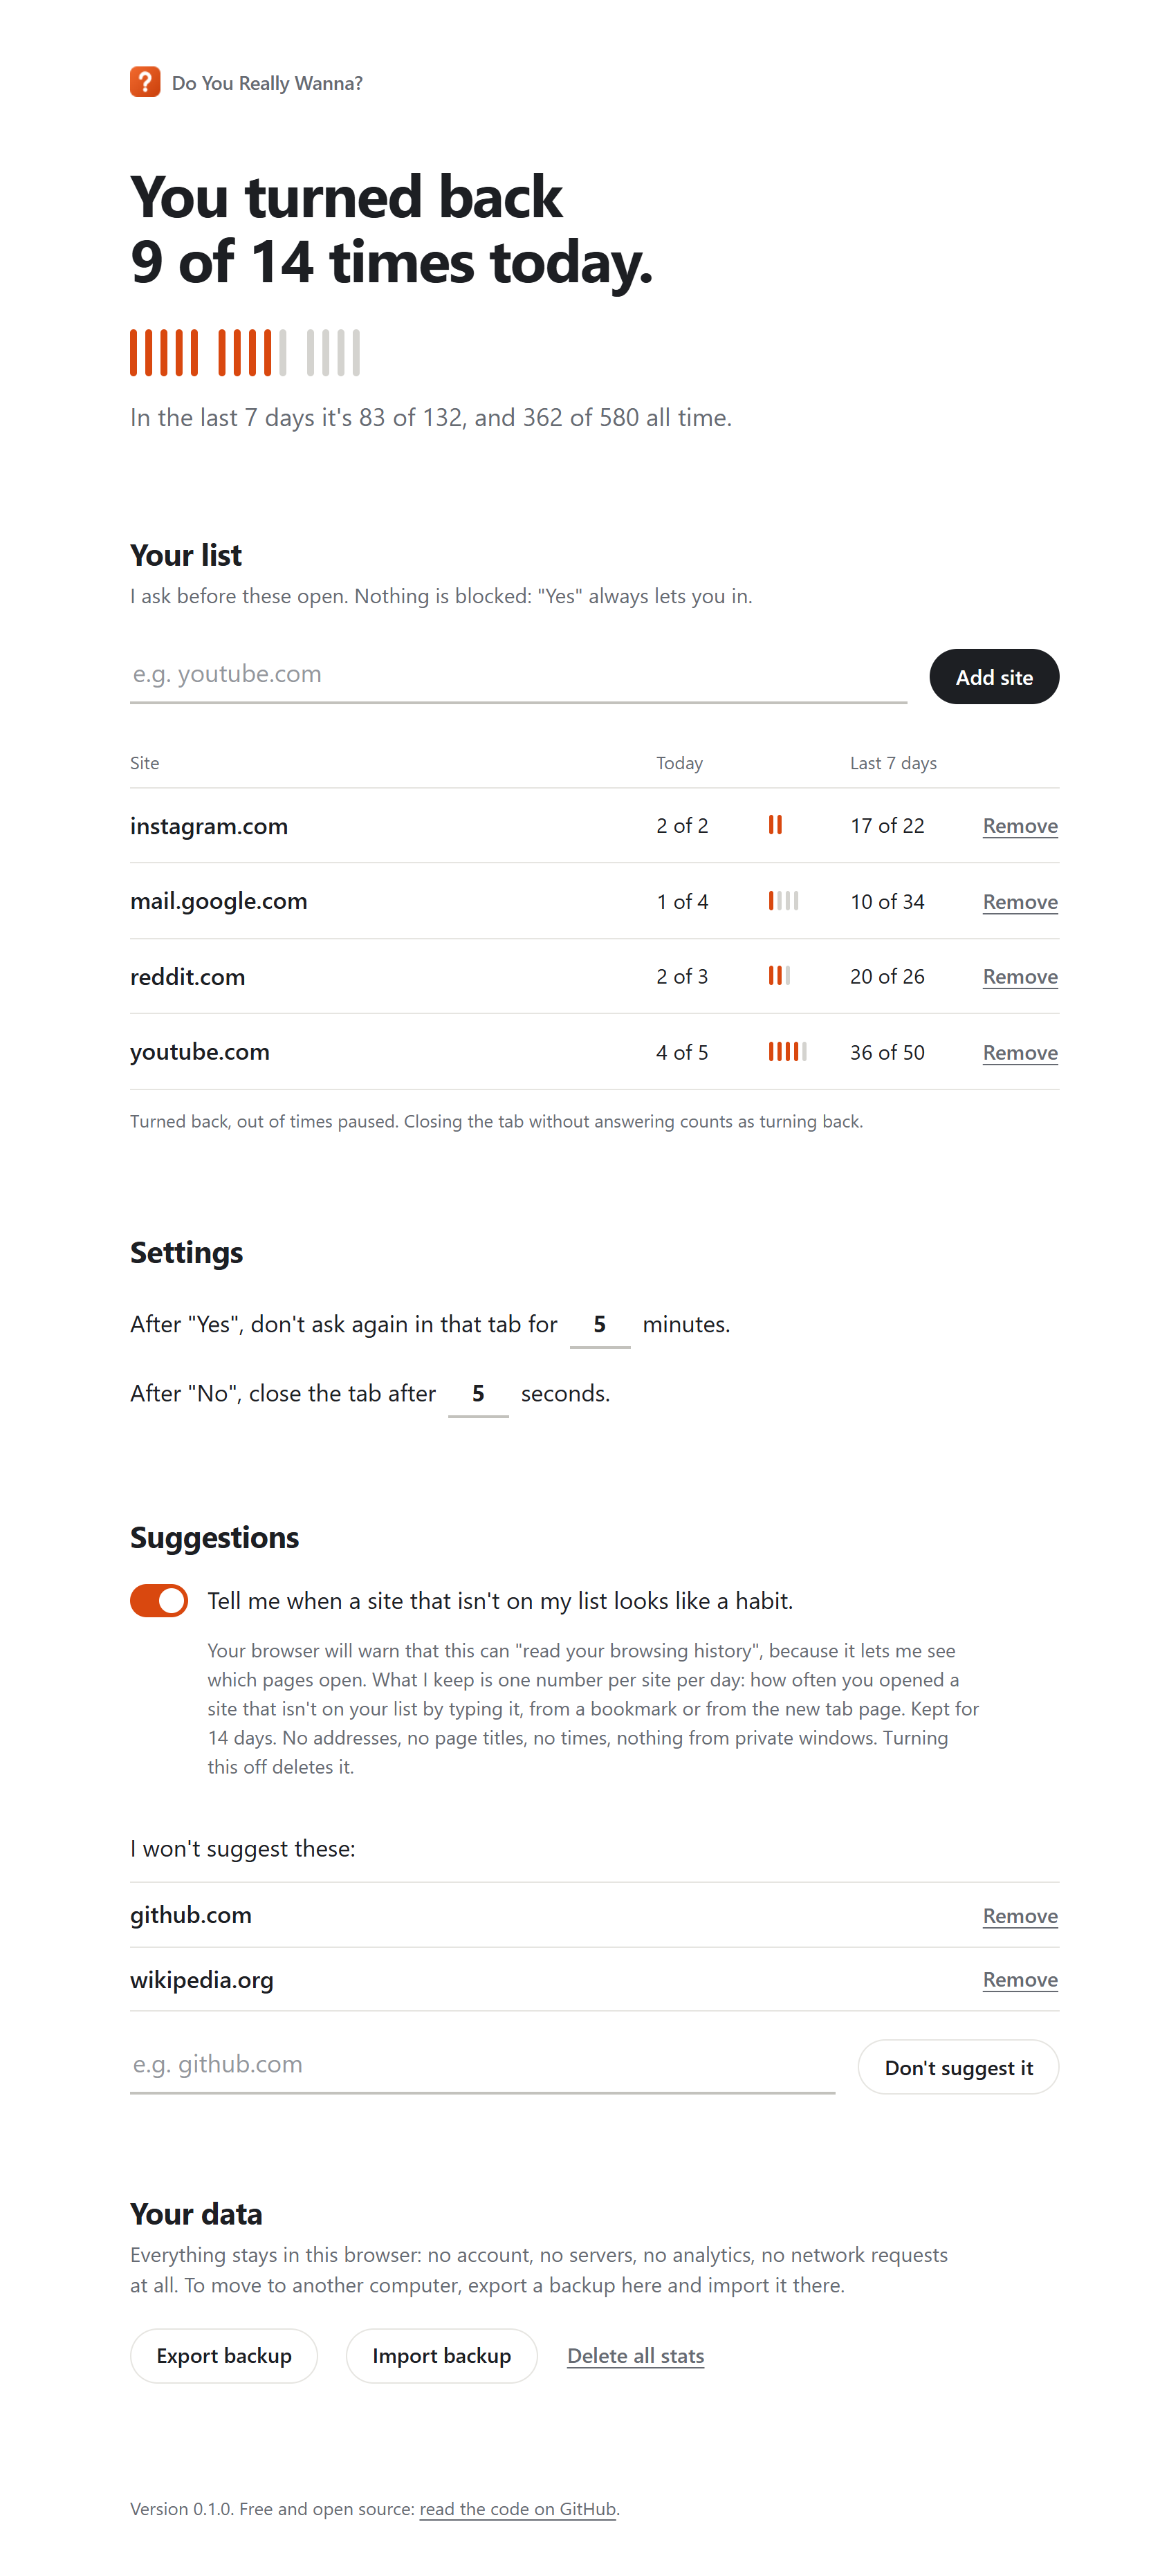 Do You Really Wanna?
You turned back
9 of 14 times today.
In the last 7 days it's 83 of 132, and 362 of 580 all time.
Your list
I ask before these open. Nothing is blocked: "Yes" always lets you in.
e.g. youtube.com
Add site
Site Today Last 7 days
instagram.com 2 of 2 17 of 22 Remove
mail.google.com 1 of 4 10 of 34 Remove
reddit.com 2 of 3 20 of 26 Remove
youtube.com 4 of 5 36 of 50 Remove
Turned back, out of times paused. Closing the tab without answering counts as turning back.
Settings
After "Yes", don't ask again in that tab for 5 minutes.
After "No", close the tab after 5 seconds.
Suggestions
Tell me when a site that isn't on my list looks like a habit.
Your browser will warn that this can "read your browsing history", because it lets me see
which pages open. What I keep is one number per site per day: how often you opened a
site that isn't on your list by typing it, from a bookmark or from the new tab page. Kept for
14 days. No addresses, no page titles, no times, nothing from private windows. Turning
this off deletes it.
I won't suggest these:
github.com Remove
wikipedia.org Remove
e.g. github.com
Don't suggest it
Your data
Everything stays in this browser: no account, no servers, no analytics, no network requests
at all. To move to another computer, export a backup here and import it there.
Export backup Import backup Delete all stats
Version 0.1.0. Free and open source: read the code on GitHub.